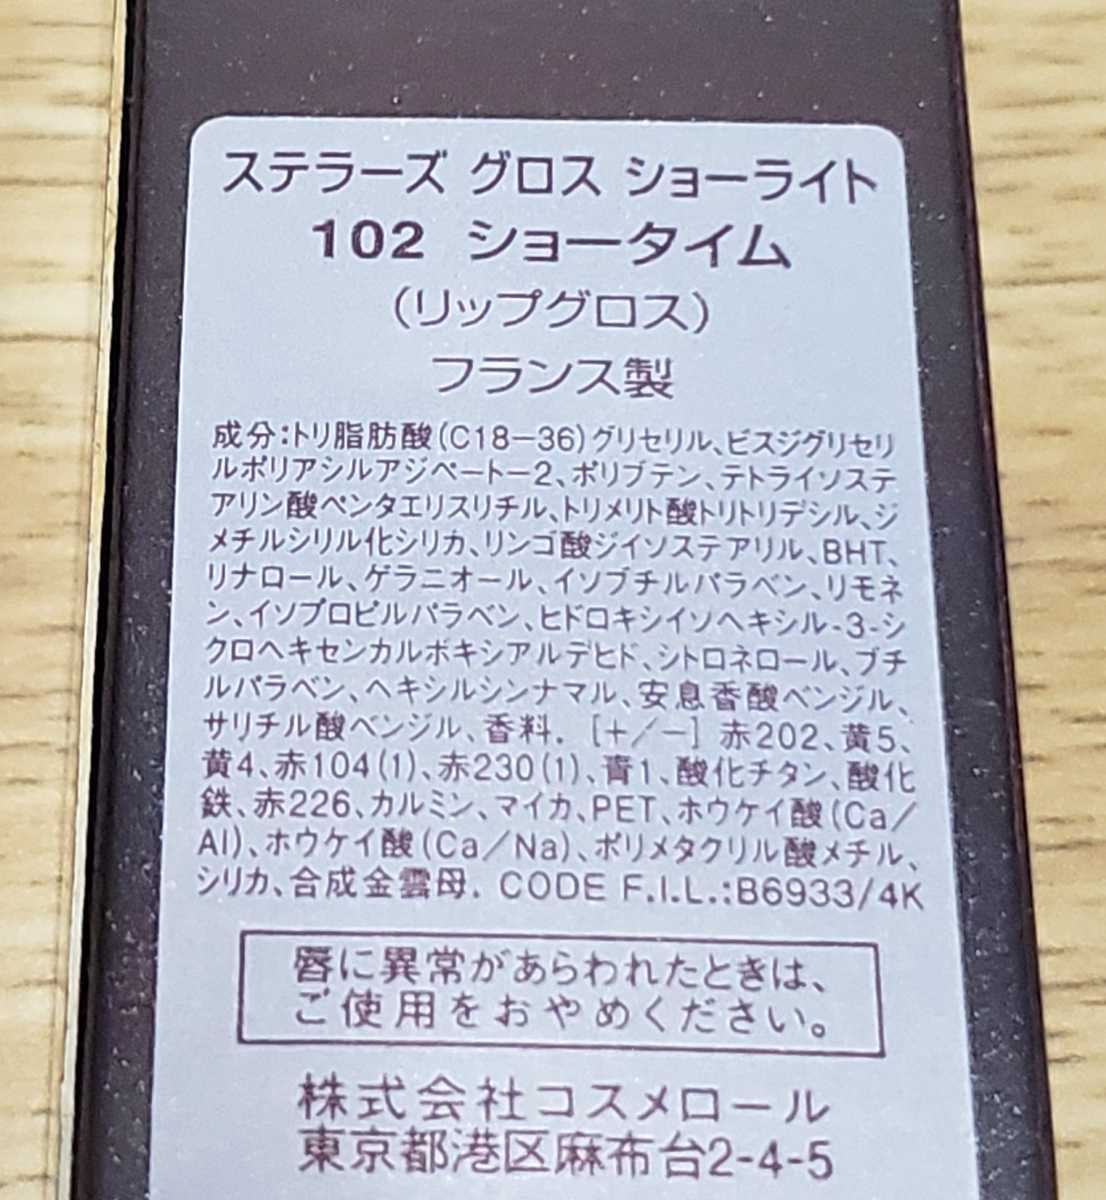 ステラーズ グロス ショーライト
102 ショータイム
(リップグロス)
フランス製
成分:トリ脂肪酸(C18-36)グリセリル、ビスジグリセリ
ルポリアシルアジペート-2、ポリブテン、テトライソステ
アリン酸ペンタエリスリチル、トリメリト酸トリトリデシル、ジ
メチルシリル化シリカ、リンゴ酸ジイソステアリル、BHT、
リナロール、ゲラニオール、イソブチルパラベン、リモネ
ン、イソプロピルパラベン、ヒドロキシイソヘキシル-3-シ
クロヘキセンカルボキシアルデヒド、シトロネロール、ブチ
ルパラベン、ヘキシルシンナマル、安息香酸ベンジル、
サリチル酸ベンジル、香料. [+/-] 赤202、黄5、
黄4、赤104(1)、赤230(1)、青1、酸化チタン、酸化
鉄、赤226、カルミン、マイカ、PET、ホウケイ酸(Ca/
Al)、ホウケイ酸(Ca/Na)、ポリメタクリル酸メチル、
シリカ、合成金雲母. CODE F.I.L.:B6933/4K
唇に異常があらわれたときは、
ご使用をおやめください。
株式会社コスメロール
東京都港区麻布台2-4-5